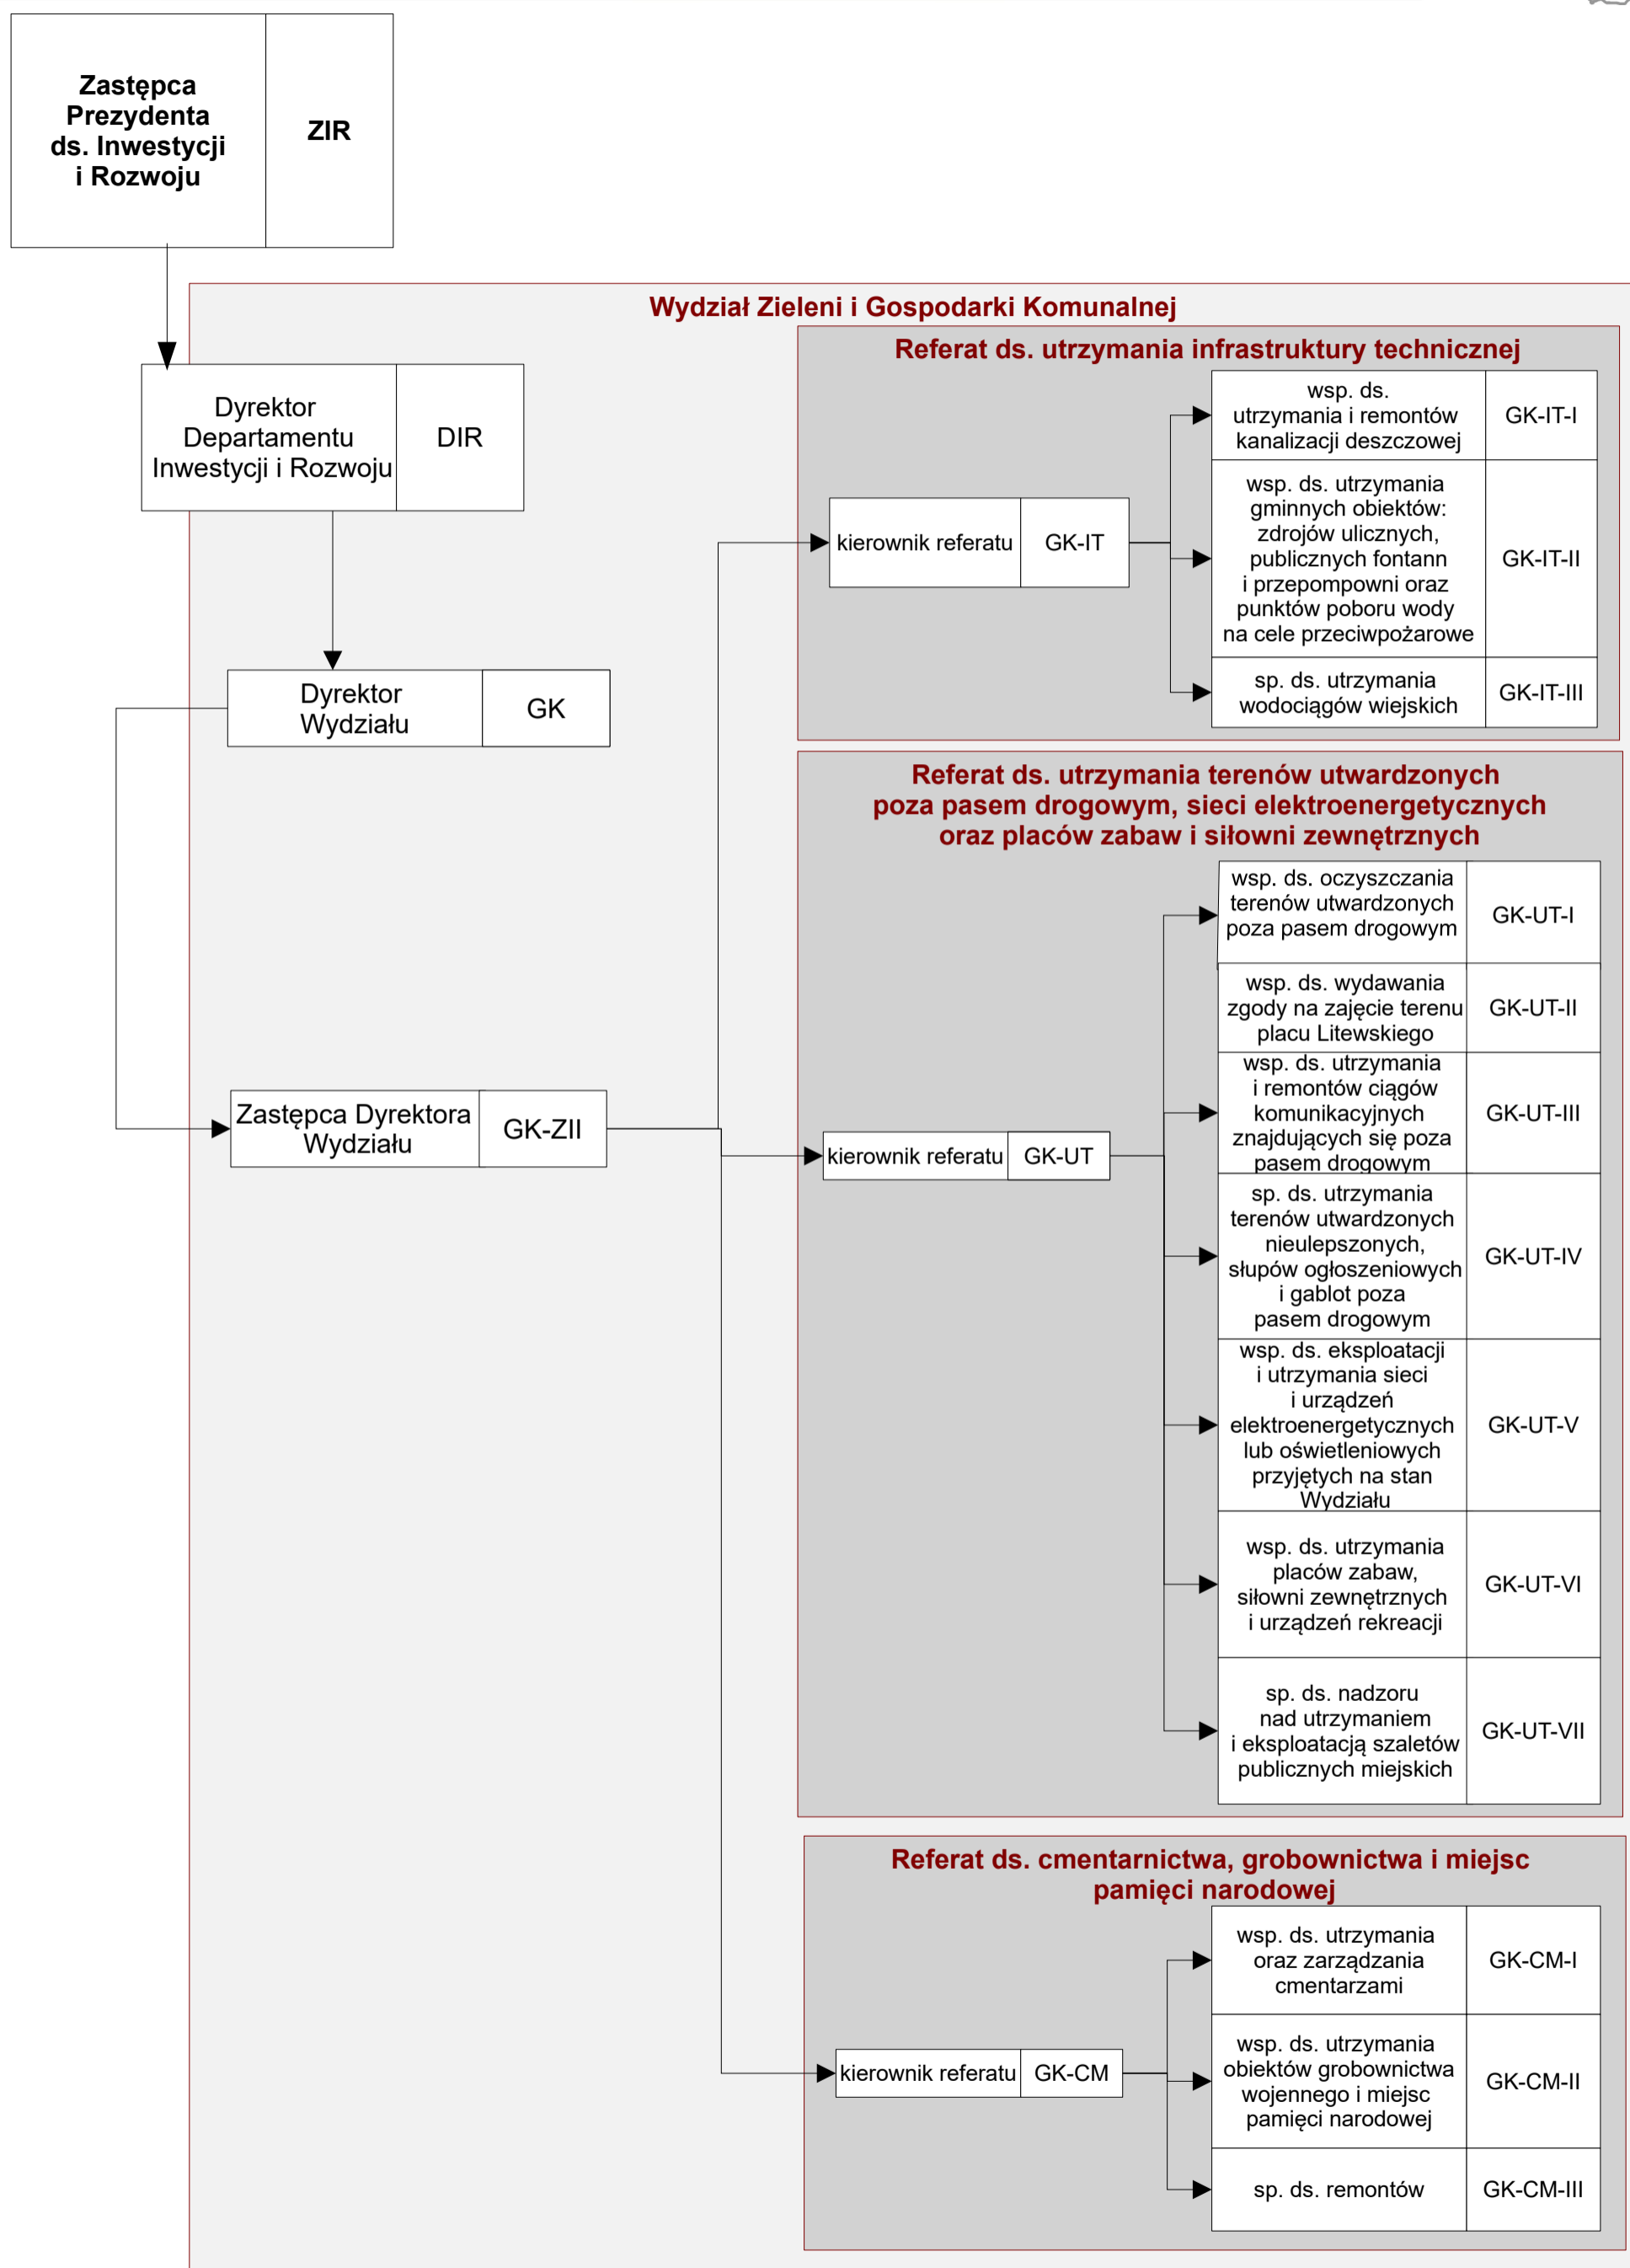 Zastępca
Prezydenta
ds. Inwestycji
i Rozwoju
ZIR
Wydział Zieleni i Gospodarki Komunalnej
Dyrektor
Departamentu
Inwestycji i Rozwoju
DIR
Dyrektor
Wydziału
GK
Zastępca Dyrektora
Wydziału
GK-ZII
Referat ds. utrzymania infrastruktury technicznej
kierownik referatu
GK-IT
wsp. ds.
utrzymania i remontów
kanalizacji deszczowej
GK-IT-I
wsp. ds. utrzymania
gminnych obiektów:
zdrojów ulicznych,
publicznych fontann
i przepompowni oraz
punktów poboru wody
na cele przeciwpożarowe
GK-IT-II
sp. ds. utrzymania
wodociągów wiejskich
GK-IT-III
Referat ds. utrzymania terenów utwardzonych
poza pasem drogowym, sieci elektroenergetycznych
oraz placów zabaw i siłowni zewnętrznych
kierownik referatu
GK-UT
wsp. ds. oczyszczania
terenów utwardzonych
poza pasem drogowym
GK-UT-I
wsp. ds. wydawania
zgody na zajęcie terenu
placu Litewskiego
GK-UT-II
wsp. ds. utrzymania
i remontów ciągów
komunikacyjnych
znajdujących się poza
pasem drogowym
GK-UT-III
sp. ds. utrzymania
terenów utwardzonych
nieulepszonych,
słupów ogłoszeniowych
i gablot poza
pasem drogowym
GK-UT-IV
wsp. ds. eksploatacji
i utrzymania sieci
i urządzeń
elektroenergetycznych
lub oświetleniowych
przyjętych na stan
Wydziału
GK-UT-V
wsp. ds. utrzymania
placów zabaw,
siłowni zewnętrznych
i urządzeń rekreacji
GK-UT-VI
sp. ds. nadzoru
nad utrzymaniem
i eksploatacją szaletów
publicznych miejskich
GK-UT-VII
Referat ds. cmentarnictwa, grobownictwa i miejsc
pamięci narodowej
kierownik referatu
GK-CM
wsp. ds. utrzymania
oraz zarządzania
cmentarzami
GK-CM-I
wsp. ds. utrzymania
obiektów grobownictwa
wojennego i miejsc
pamięci narodowej
GK-CM-II
sp. ds. remontów
GK-CM-III